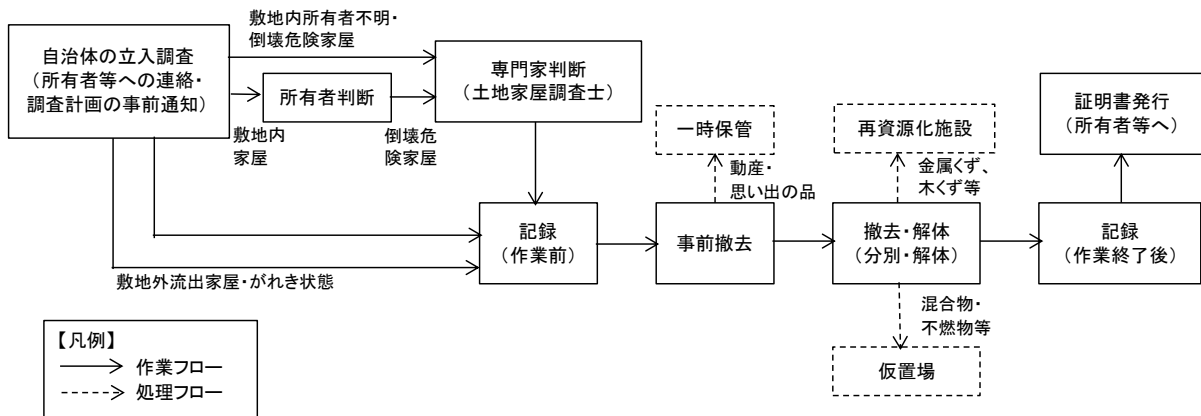 敷地内所有者不明・
倒壊危険家屋
自治体の立入調査
(所有者等への連絡・
調査計画の事前通知)
所有者判断
専門家判断
(土地家屋調査士)
敷地内
家屋
倒壊危
険家屋
一時保管
再資源化施設
証明書発行
(所有者等へ)
動産・
思い出の品
金属くず、
木くず等
記録
(作業前)
事前撤去
撤去・解体
(分別・解体)
記録
(作業終了後)
敷地外流出家屋・がれき状態
混合物・
不燃物等
仮置場
【凡例】
作業フロー
処理フロー